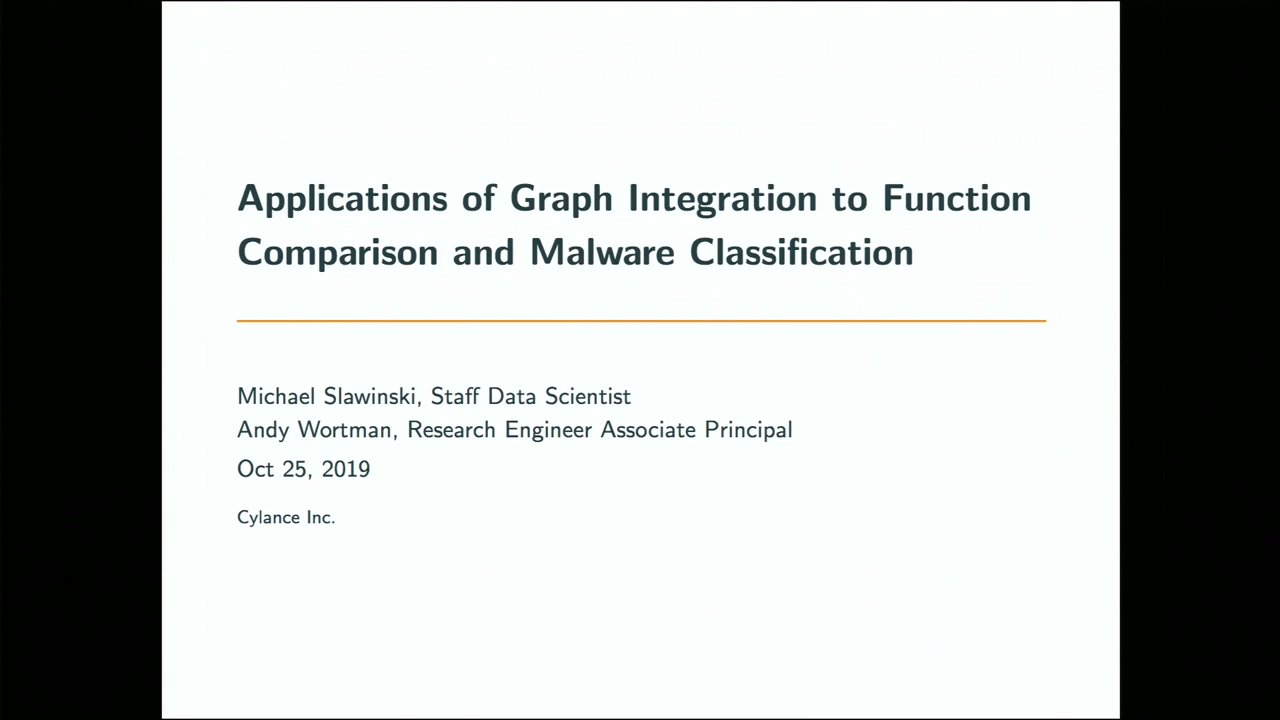 Applications of Graph Integration to Function
Comparison and Malware Classification
Michael Slawinski, Staff Data Scientist
Andy Wortman, Research Engineer Associate Principal
Oct 25, 2019
Cylance Inc.